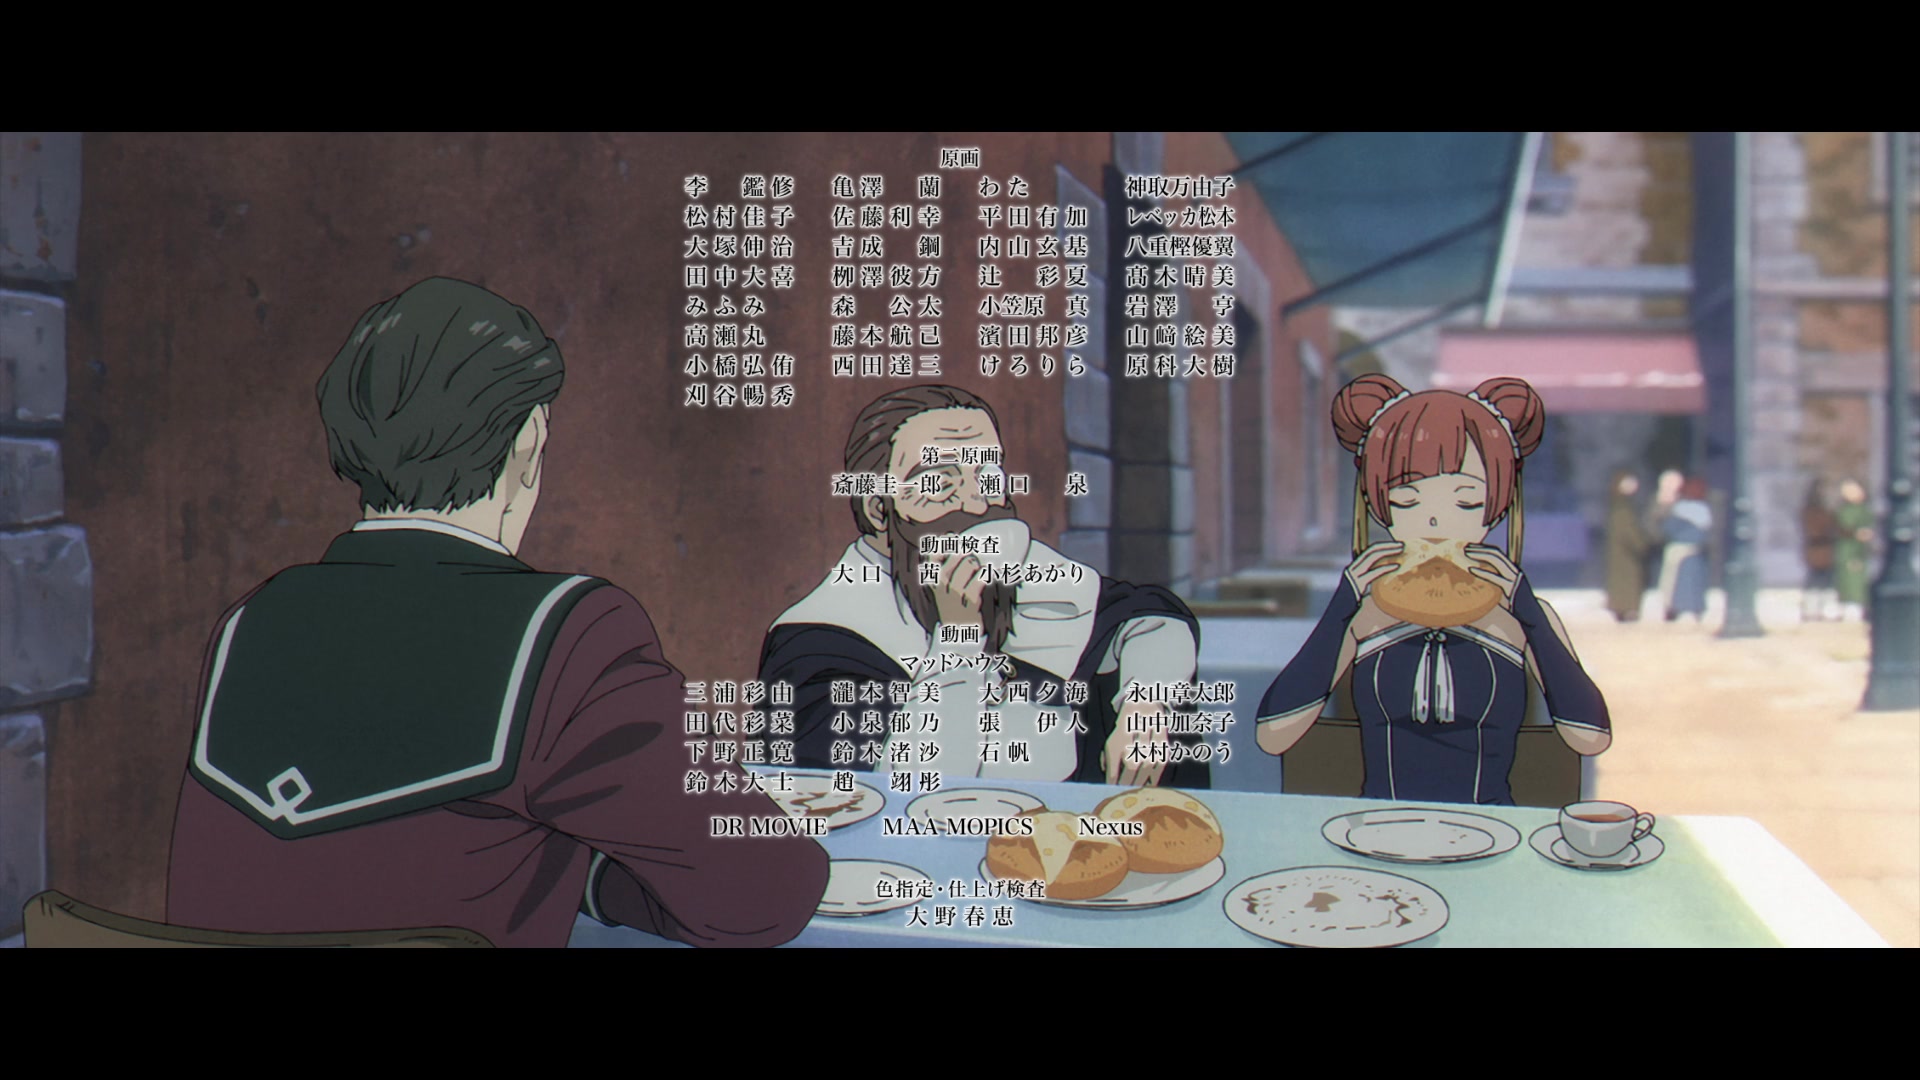 原画
李 鑑修 亀澤 蘭 わた 神取万由子
松村佳子 佐藤利幸 平田有加 レベッカ松本
大塚伸治 吉成 鋼 内山玄基 八重樫優翼
田中大喜 栁澤彼方 辻 彩夏 髙木晴美
みふみ 森 公太 小笠原 真 岩澤 亨
高瀬丸 藤本航己 濱田邦彦 山﨑絵美
小橋弘侑 西田達三 けろりら 原科大樹
刈谷暢秀
第二原画
斎藤圭一郎 瀬口 泉
動画検査
大口 茜 小杉あかり
動画
マッドハウス
三浦彩由 瀧本智美 大西夕海 永山章太郎
田代彩菜 小泉郁乃 張 伊人 山中加奈子
下野正寛 鈴木渚沙 石帆 木村かのう
鈴木大士 趙 翊彤
DR MOVIE MAA MOPICS Nexus
色指定・仕上げ検査
大野春恵